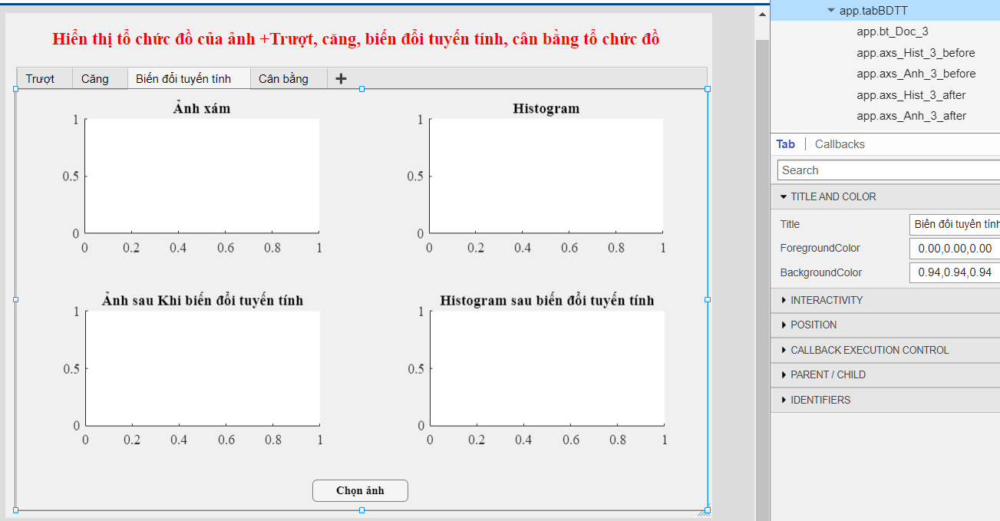 Hiển thị tổ chức đồ của ảnh +Trượt, căng, biến đổi tuyến tính, cân bằng tổ chức đồ
Trượt
Căng
Biến đổi tuyến tính
Cân bằng
Ảnh xám
1
0.5
0
0 0.2 0.4 0.6 0.8 1
Histogram
1
0.5
0
0 0.2 0.4 0.6 0.8 1
Ảnh sau Khi biến đổi tuyến tính
1
0.5
0
0 0.2 0.4 0.6 0.8 1
Histogram sau biến đổi tuyến tính
1
0.5
0
0 0.2 0.4 0.6 0.8 1
Chọn ảnh
app.tabBDTT
app.bt_Doc_3
app.axs_Hist_3_before
app.axs_Anh_3_before
app.axs_Hist_3_after
app.axs_Anh_3_after
Tab | Callbacks
Search
TITLE AND COLOR
Title Biến đổi tuyến tính
ForegroundColor 0.00,0.00,0.00
BackgroundColor 0.94,0.94,0.94
INTERACTIVITY
POSITION
CALLBACK EXECUTION CONTROL
PARENT / CHILD
IDENTIFIERS